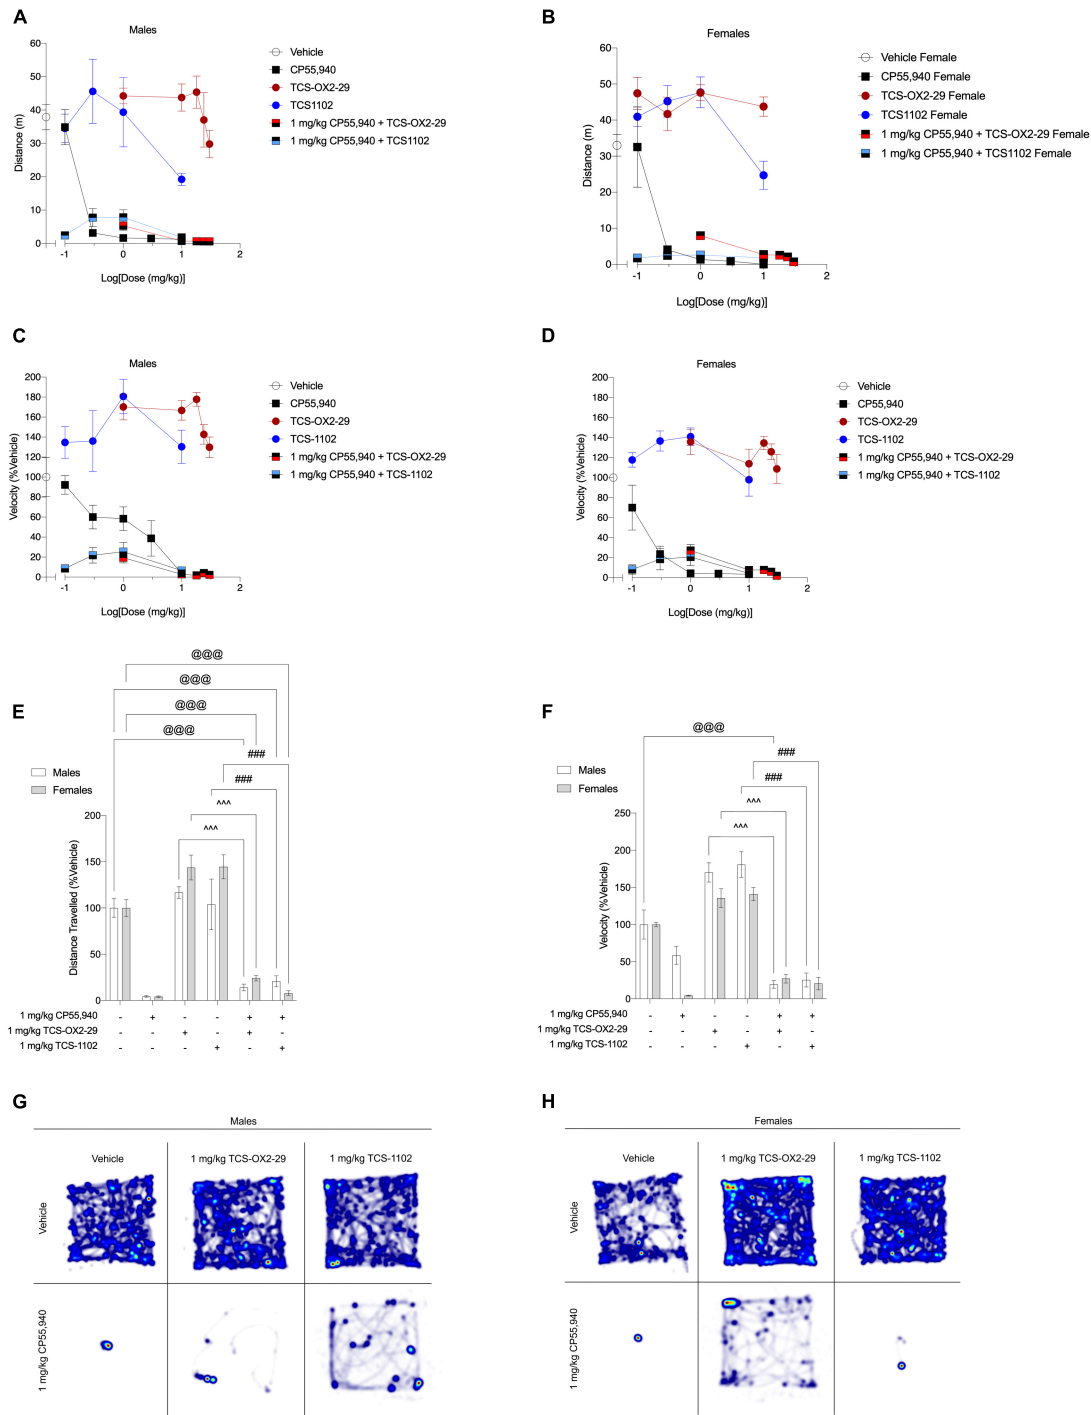 A
Males
60
50
40
30
20
10
0
Distance (m)
-1
0
1
2
Log[Dose (mg/kg)]
Vehicle
CP55,940
TCS-OX2-29
TCS1102
1 mg/kg CP55,940 + TCS-OX2-29
1 mg/kg CP55,940 + TCS1102
B
Females
60
50
40
30
20
10
0
Distance (m)
-1
0
1
2
Log[Dose (mg/kg)]
Vehicle Female
CP55,940 Female
TCS-OX2-29 Female
TCS1102 Female
1 mg/kg CP55,940 + TCS-OX2-29 Female
1 mg/kg CP55,940 + TCS1102 Female
C
Males
200
180
160
140
120
100
80
60
40
20
0
Velocity (%Vehicle)
-1
0
1
2
Log[Dose (mg/kg)]
Vehicle
CP55,940
TCS-OX2-29
TCS-1102
1 mg/kg CP55,940 + TCS-OX2-29
1 mg/kg CP55,940 + TCS-1102
D
Females
200
180
160
140
120
100
80
60
40
20
0
Velocity (%Vehicle)
-1
0
1
2
Log[Dose (mg/kg)]
Vehicle
CP55,940
TCS-OX2-29
TCS-1102
1 mg/kg CP55,940 + TCS-OX2-29
1 mg/kg CP55,940 + TCS-1102
E
@@@
@@@
@@@
@@@
###
###
^^^
^^^
Males
Females
200
150
100
50
0
Distance Travelled (%Vehicle)
1 mg/kg CP55,940 - + - - + +
1 mg/kg TCS-OX2-29 - - + - + -
1 mg/kg TCS-1102 - - - + - +
F
@@@
###
###
^^^
^^^
Males
Females
250
200
150
100
50
0
Velocity (%Vehicle)
1 mg/kg CP55,940 - + - - + +
1 mg/kg TCS-OX2-29 - - + - + -
1 mg/kg TCS-1102 - - - + - +
G
Males
Vehicle
1 mg/kg TCS-OX2-29
1 mg/kg TCS-1102
Vehicle
1 mg/kg CP55,940
H
Females
Vehicle
1 mg/kg TCS-OX2-29
1 mg/kg TCS-1102
Vehicle
1 mg/kg CP55,940